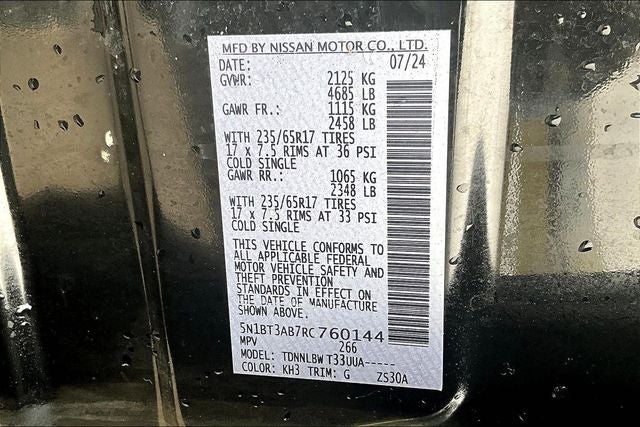 MFD BY NISSAN MOTOR CO., LTD.
DATE: 07/24
GVWR: 2125 KG
4685 LB
GAWR FR.: 1115 KG
2458 LB
WITH 235/65R17 TIRES
17 x 7.5 RIMS AT 36 PSI
COLD SINGLE
GAWR RR.: 1065 KG
2348 LB
WITH 235/65R17 TIRES
17 x 7.5 RIMS AT 33 PSI
COLD SINGLE
THIS VEHICLE CONFORMS TO
ALL APPLICABLE FEDERAL
MOTOR VEHICLE SAFETY AND
THEFT PREVENTION
STANDARDS IN EFFECT ON
THE DATE OF MANUFACTURE
SHOWN ABOVE.
5N1BT3AB7RC760144
MPV 266
MODEL: TDNNLBW T33UUA-----
COLOR: KH3 TRIM: G ZS30A